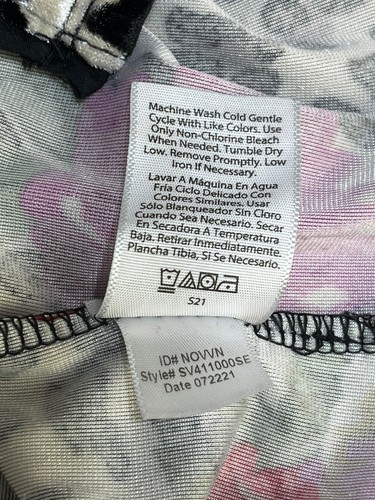 Machine Wash Cold Gentle
Cycle With Like Colors. Use
Only Non-Chlorine Bleach
When Needed. Tumble Dry
Low. Remove Promptly. Low
Iron If Necessary.
Lavar A Máquina En Agua
Fría Ciclo Delicado Con
Colores Similares. Usar
Sólo Blanqueador Sin Cloro
Cuando Sea Necesario. Secar
En Secadora A Temperatura
Baja. Retirar Inmediatamente.
Plancha Tibia, Si Se Necesario.
S21
ID# NOVVN
Style# SV411000SE
Date 072221